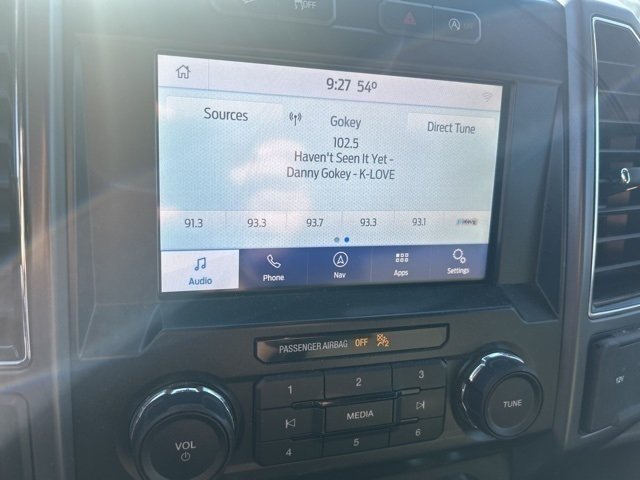 OFF
9:27 54°
Sources
Gokey
Direct Tune
102.5
Haven't Seen It Yet -
Danny Gokey - K-LOVE
91.3 93.3 93.7 93.3 93.1
Audio Phone Nav Apps Settings
PASSENGER AIRBAG OFF
1 2 3
MEDIA
4 5 6
VOL
TUNE
12V